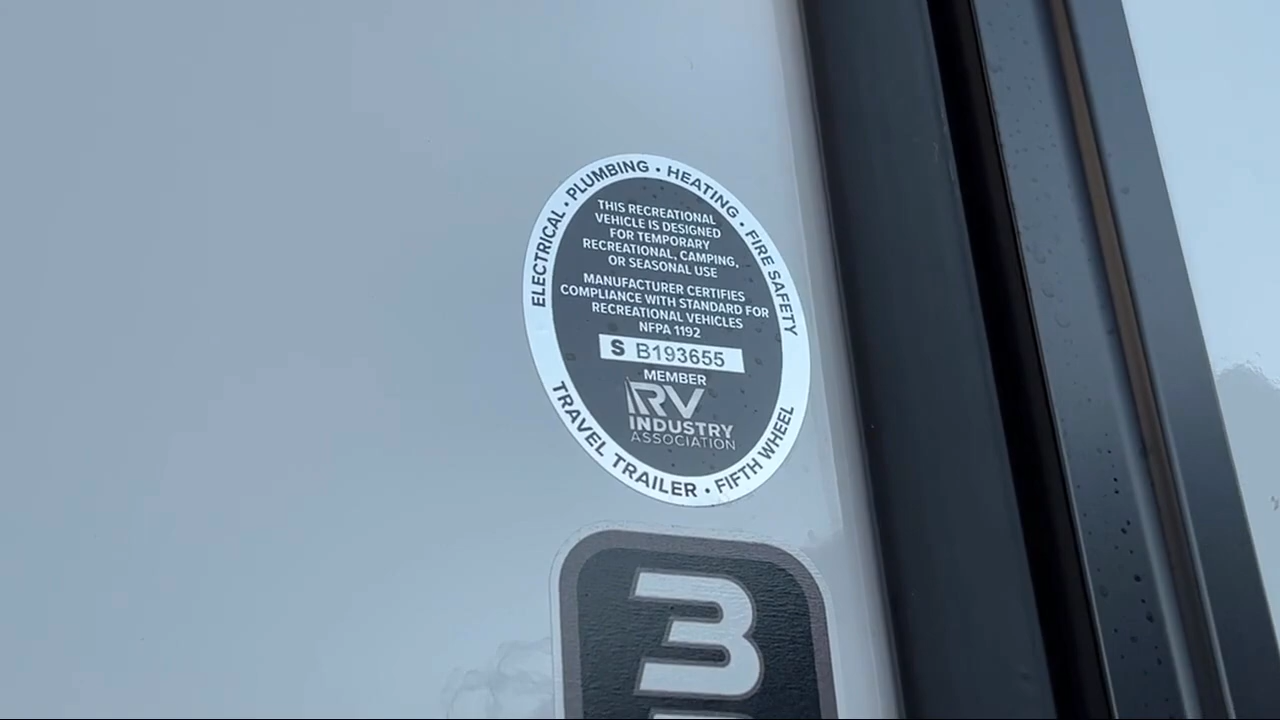 ELECTRICAL • PLUMBING • HEATING • FIRE SAFETY
THIS RECREATIONAL
VEHICLE IS DESIGNED
FOR TEMPORARY
RECREATIONAL, CAMPING,
OR SEASONAL USE
MANUFACTURER CERTIFIES
COMPLIANCE WITH STANDARD FOR
RECREATIONAL VEHICLES
NFPA 1192
S B193655
MEMBER
RV
INDUSTRY
ASSOCIATION
TRAVEL TRAILER • FIFTH WHEEL
3